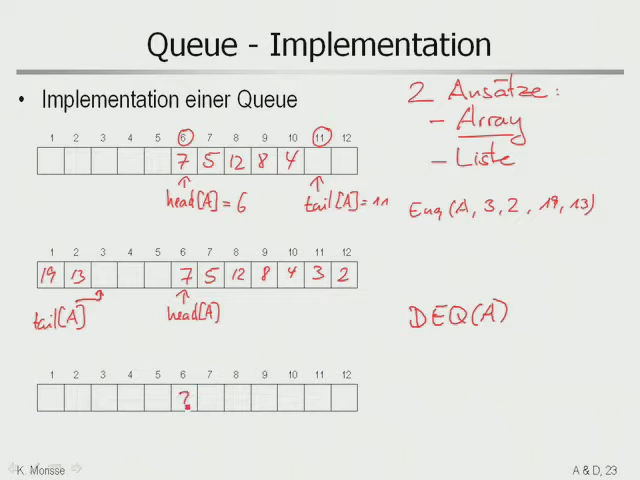 Queue - Implementation
• Implementation einer Queue
2 Ansätze:
- Array
- Liste
1 2 3 4 5 6 7 8 9 10 11 12
7 5 12 8 4
head[A] = 6
tail[A] = 11
Enq(A, 3, 2, 19, 13)
1 2 3 4 5 6 7 8 9 10 11 12
19 13 7 5 12 8 4 3 2
tail[A]
head[A]
DEQ(A)
1 2 3 4 5 6 7 8 9 10 11 12
K. Morisse
A & D, 23